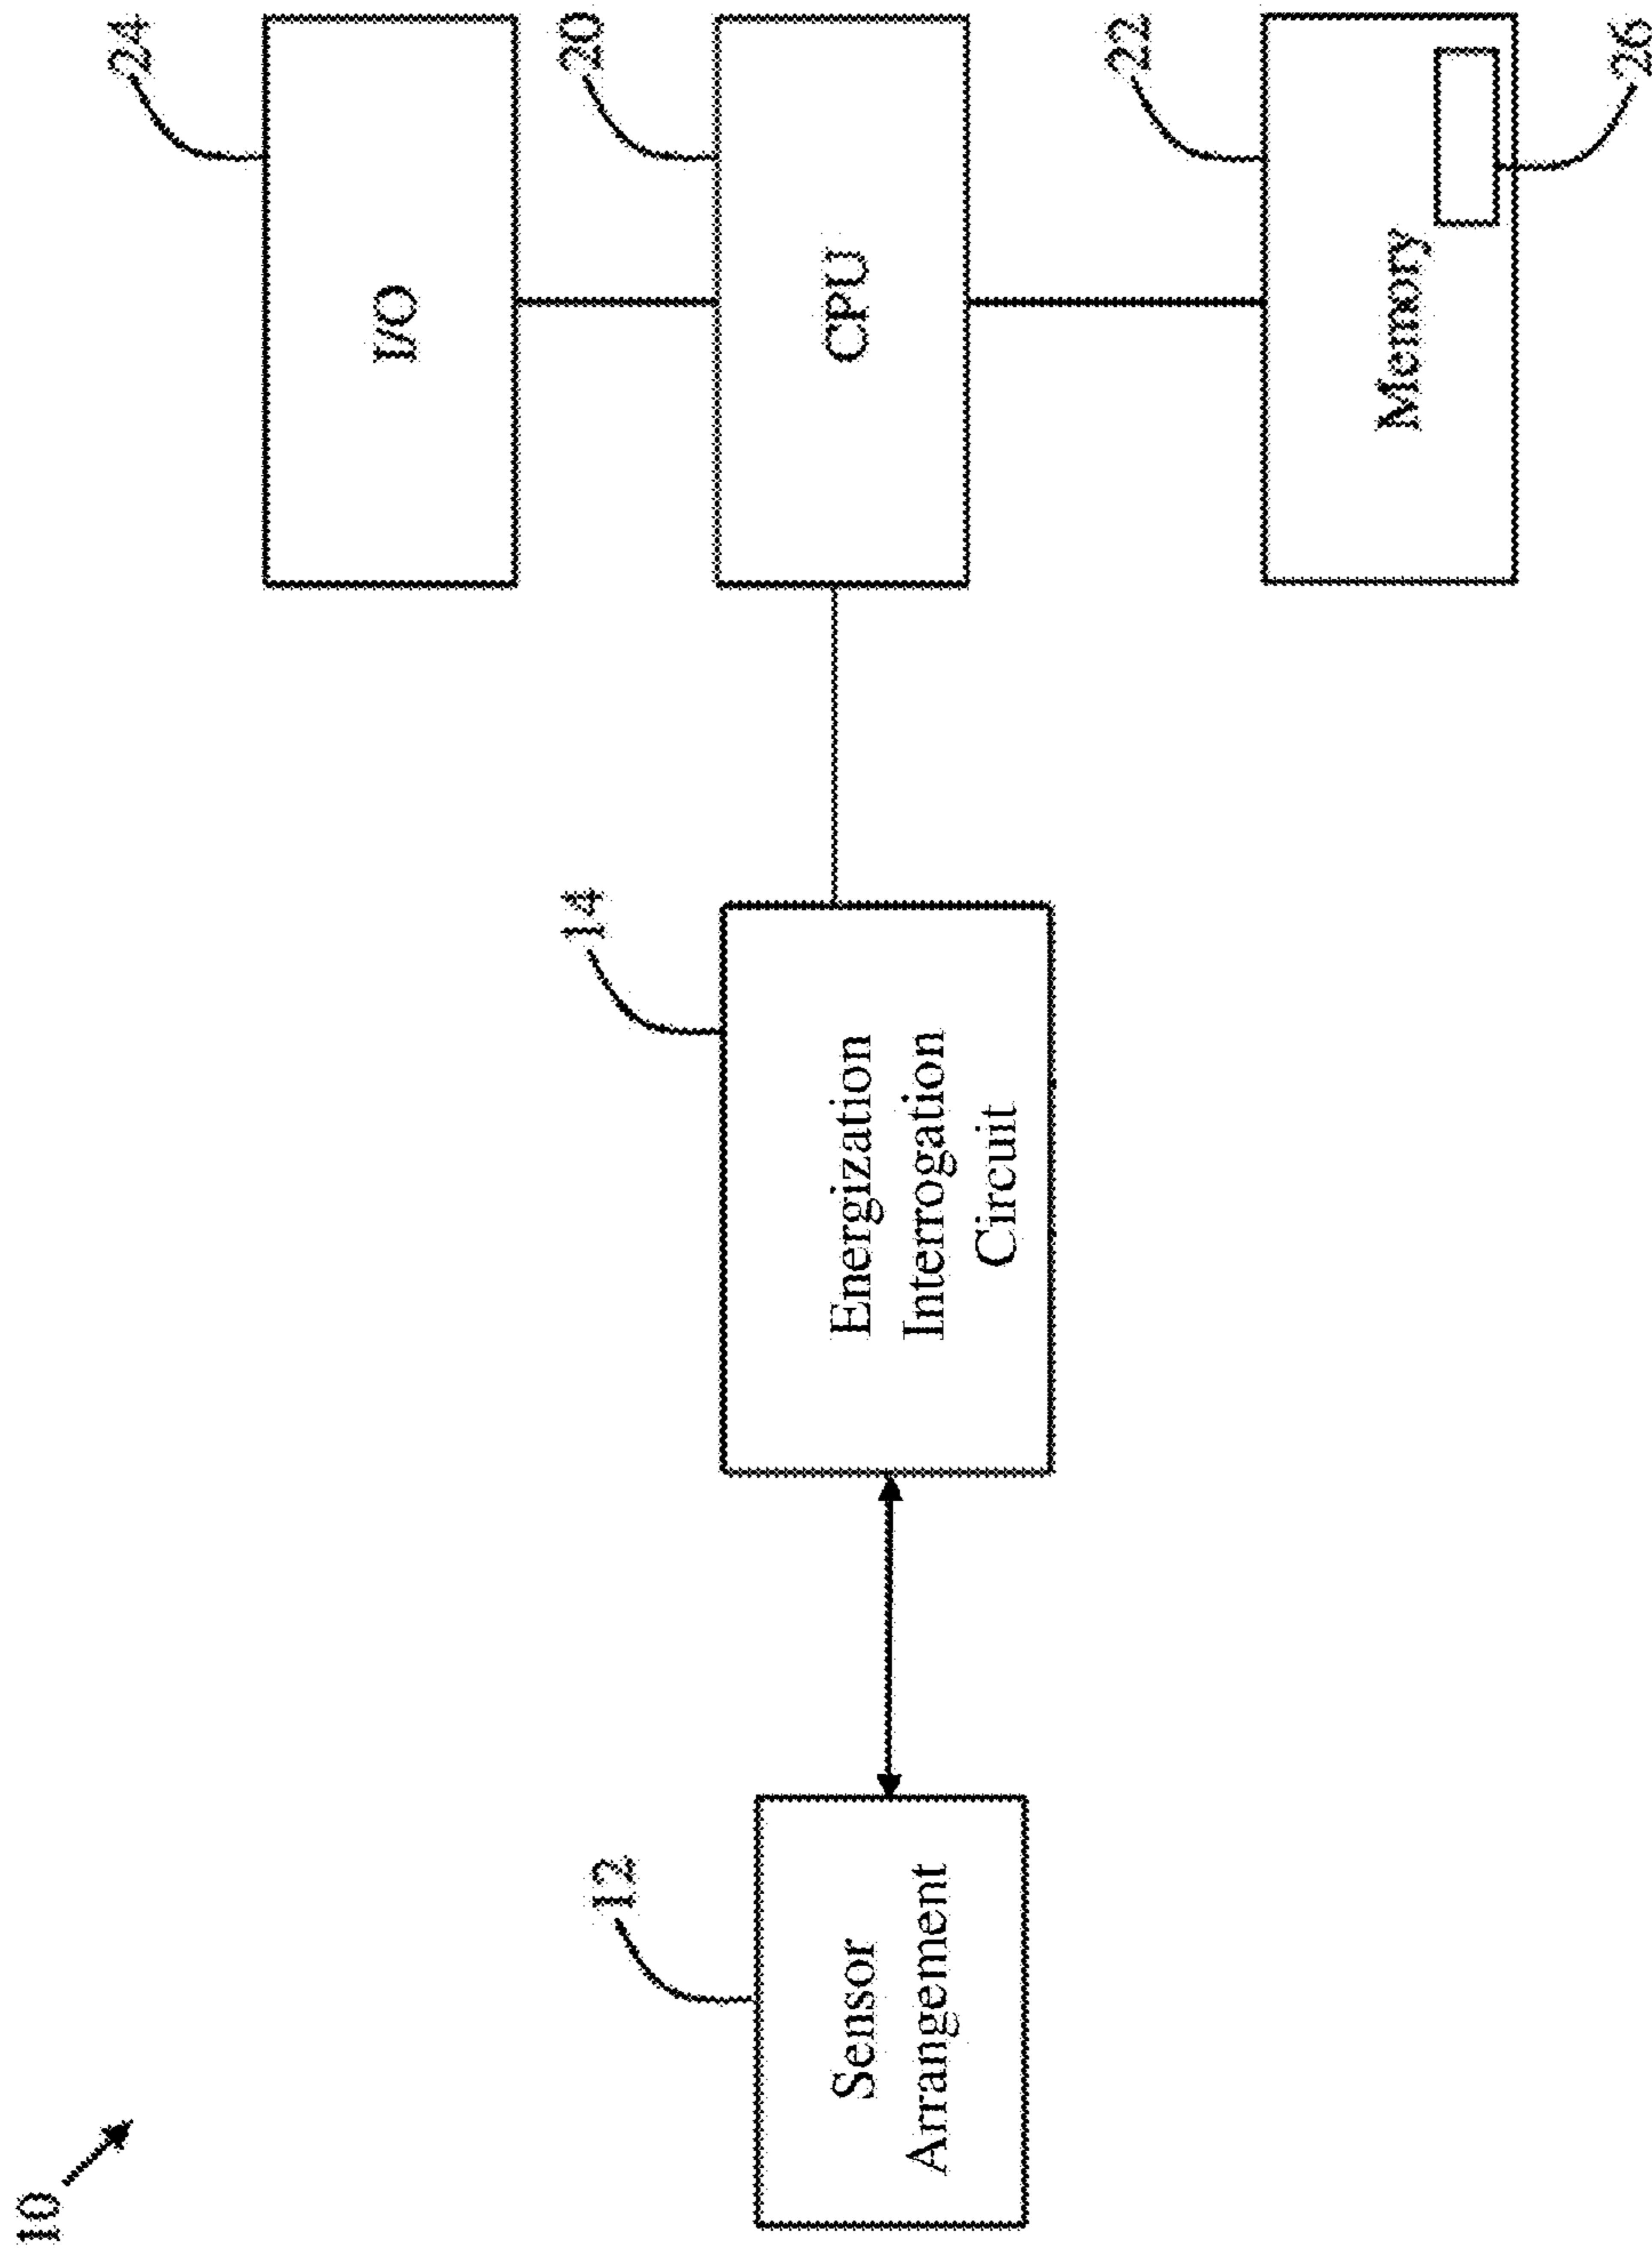 10
12
Sensor
Arrangement
14
Energization
Interrogation
Circuit
24
I/O
20
CPU
22
Memory
26